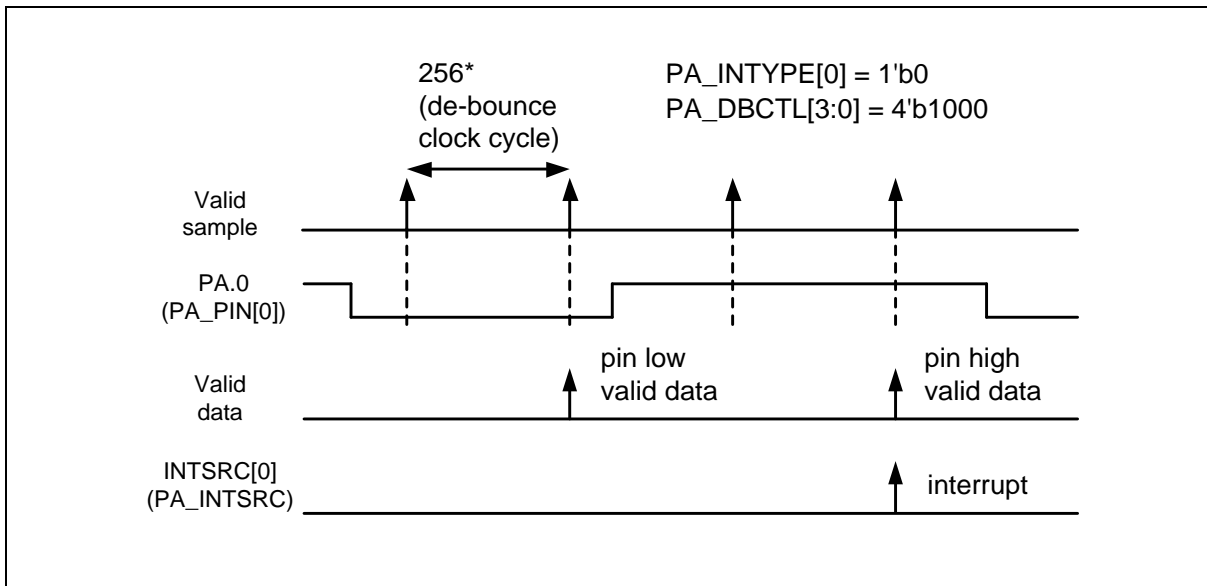 256*
(de-bounce
clock cycle)
PA_INTYPE[0] = 1'b0
PA_DBCTL[3:0] = 4'b1000
Valid
sample
PA.0
(PA_PIN[0])
pin low
valid data
pin high
valid data
Valid
data
INTSRC[0]
(PA_INTSRC)
interrupt